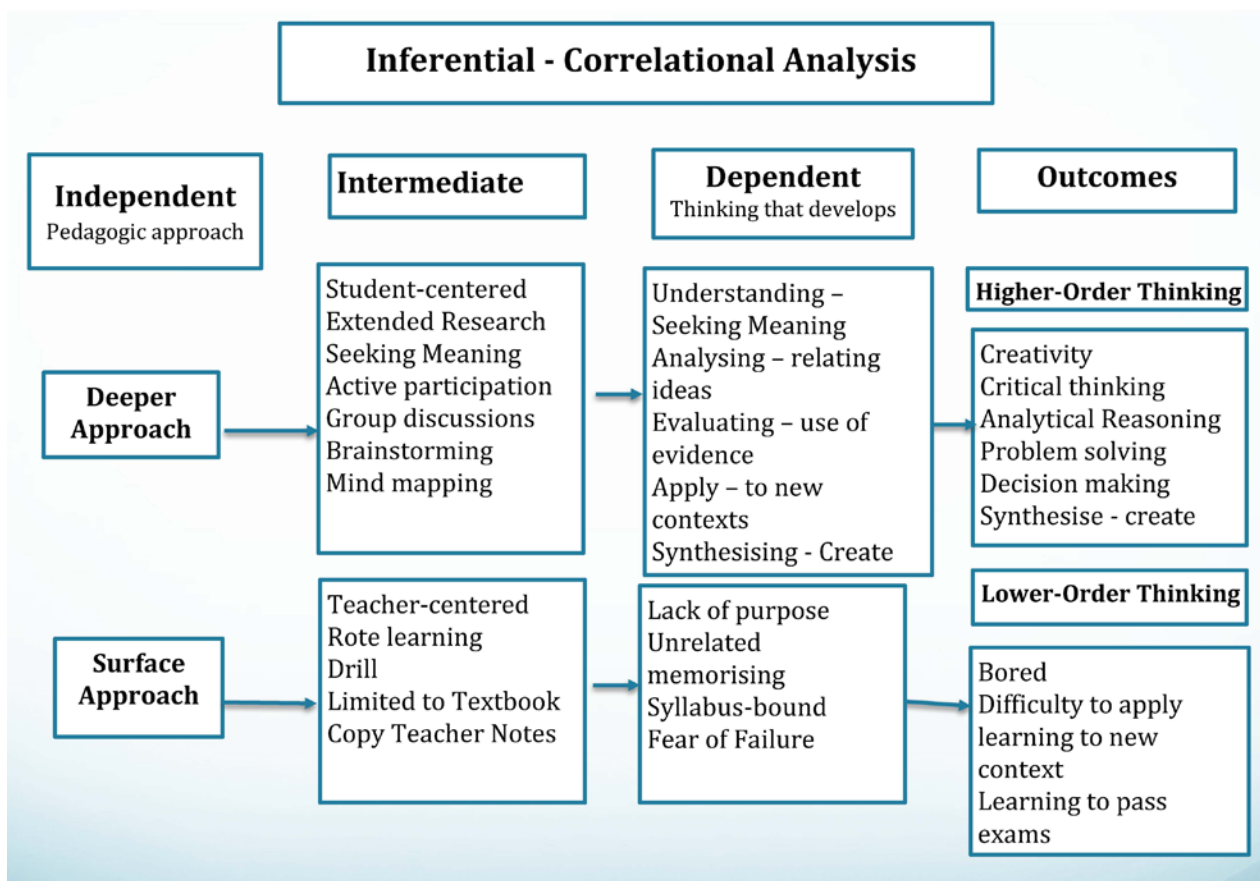 Inferential - Correlational Analysis
Independent
Pedagogic approach
Intermediate
Dependent
Thinking that develops
Outcomes
Deeper
Approach
Student-centered
Extended Research
Seeking Meaning
Active participation
Group discussions
Brainstorming
Mind mapping
Understanding –
Seeking Meaning
Analysing – relating
ideas
Evaluating – use of
evidence
Apply – to new
contexts
Synthesising - Create
Higher-Order Thinking
Creativity
Critical thinking
Analytical Reasoning
Problem solving
Decision making
Synthesise - create
Surface
Approach
Teacher-centered
Rote learning
Drill
Limited to Textbook
Copy Teacher Notes
Lack of purpose
Unrelated
memorising
Syllabus-bound
Fear of Failure
Lower-Order Thinking
Bored
Difficulty to apply
learning to new
context
Learning to pass
exams